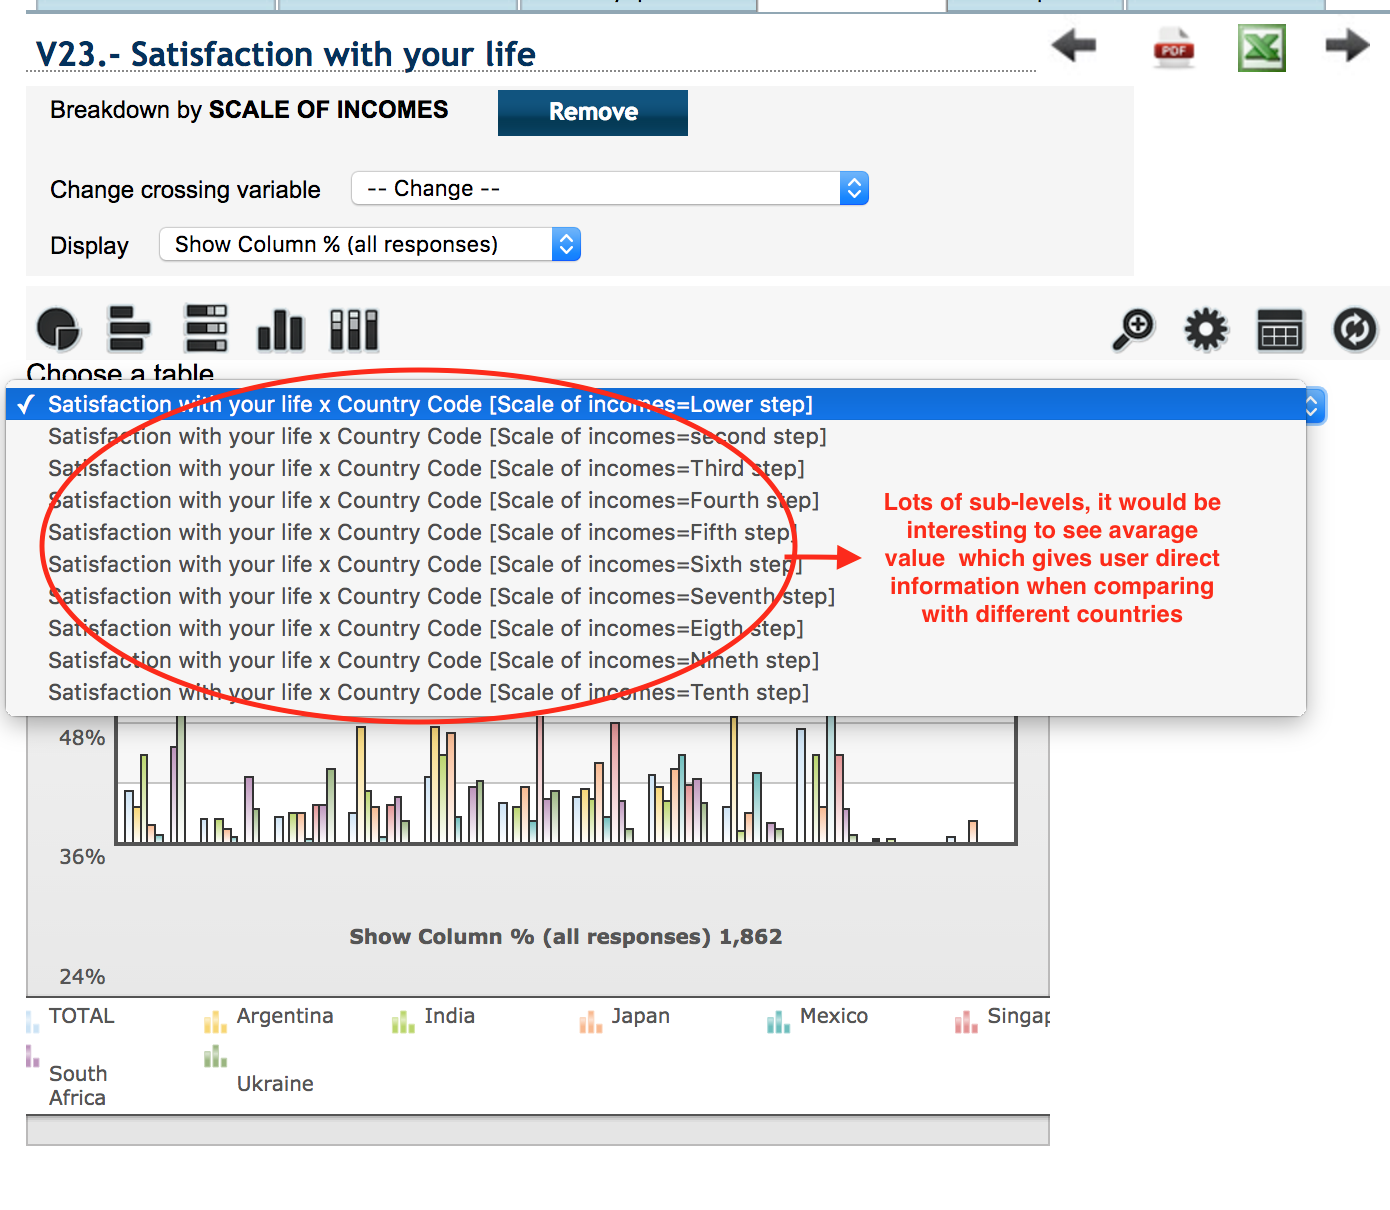 V23.- Satisfaction with your life
PDF
Breakdown by SCALE OF INCOMES
Remove
Change crossing variable
-- Change --
Display
Show Column % (all responses)
Choose a table
✓ Satisfaction with your life x Country Code [Scale of incomes=Lower step]
Satisfaction with your life x Country Code [Scale of incomes=second step]
Satisfaction with your life x Country Code [Scale of incomes=Third step]
Satisfaction with your life x Country Code [Scale of incomes=Fourth step]
Satisfaction with your life x Country Code [Scale of incomes=Fifth step]
Satisfaction with your life x Country Code [Scale of incomes=Sixth step]
Satisfaction with your life x Country Code [Scale of incomes=Seventh step]
Satisfaction with your life x Country Code [Scale of incomes=Eigth step]
Satisfaction with your life x Country Code [Scale of incomes=Nineth step]
Satisfaction with your life x Country Code [Scale of incomes=Tenth step]
Lots of sub-levels, it would be
interesting to see avarage
value which gives user direct
information when comparing
with different countries
48%
36%
24%
Show Column % (all responses) 1,862
TOTAL
Argentina
India
Japan
Mexico
Singap
South
Africa
Ukraine